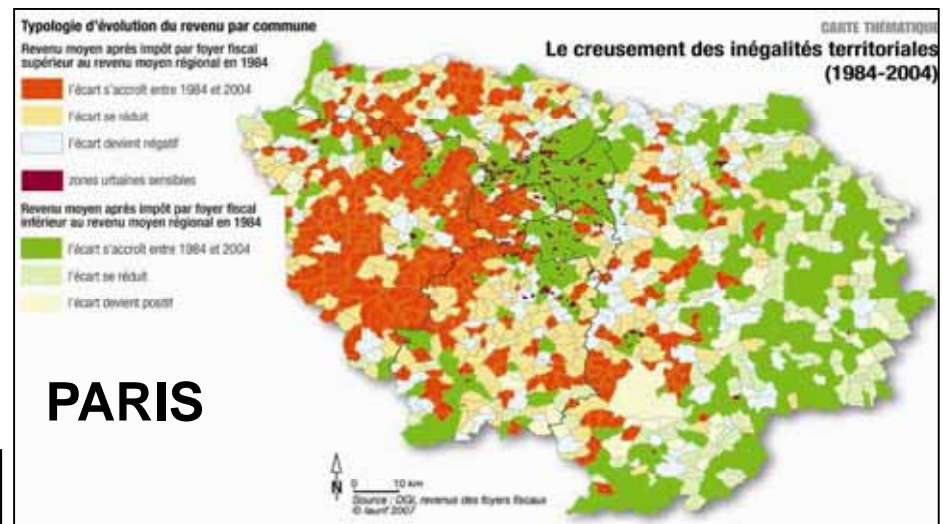 Typologie d'évolution du revenu par commune
Revenu moyen après impôt par foyer fiscal
supérieur au revenu moyen régional en 1984
l'écart s'accroît entre 1984 et 2004
l'écart se réduit
l'écart devient négatif
zones urbaines sensibles
Revenu moyen après impôt par foyer fiscal
inférieur au revenu moyen régional en 1984
l'écart s'accroît entre 1984 et 2004
l'écart se réduit
l'écart devient positif
CARTE THÉMATIQUE
Le creusement des inégalités territoriales
(1984-2004)
PARIS
N
0 10 km
Source : DGI, revenus des foyers fiscaux
© Iaurif 2007